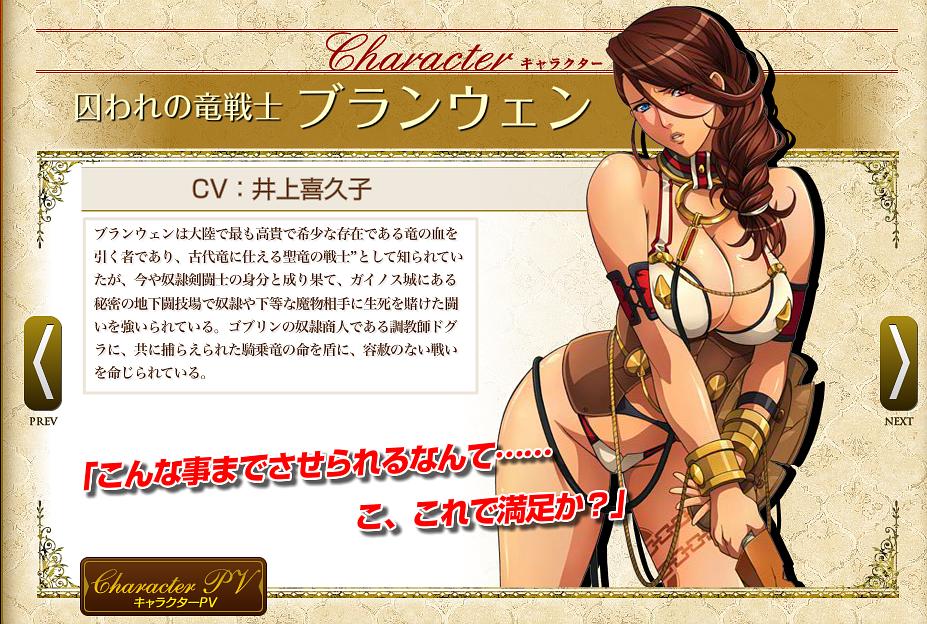 Character キャラクター
囚われの竜戦士 ブランウェン
CV：井上喜久子
ブランウェンは大陸で最も高貴で希少な存在である竜の血を
引く者であり、古代竜に仕える聖竜の戦士”として知られてい
たが、今や奴隷剣闘士の身分と成り果て、ガイノス城にある
秘密の地下闘技場で奴隷や下等な魔物相手に生死を賭けた闘
いを強いられている。ゴブリンの奴隷商人である調教師ドグ
ラに、共に捕らえられた騎乗竜の命を盾に、容赦のない戦い
を命じられている。
PREV
NEXT
「こんな事までさせられるなんて……
こ、これで満足か？」
Character PV
キャラクターPV